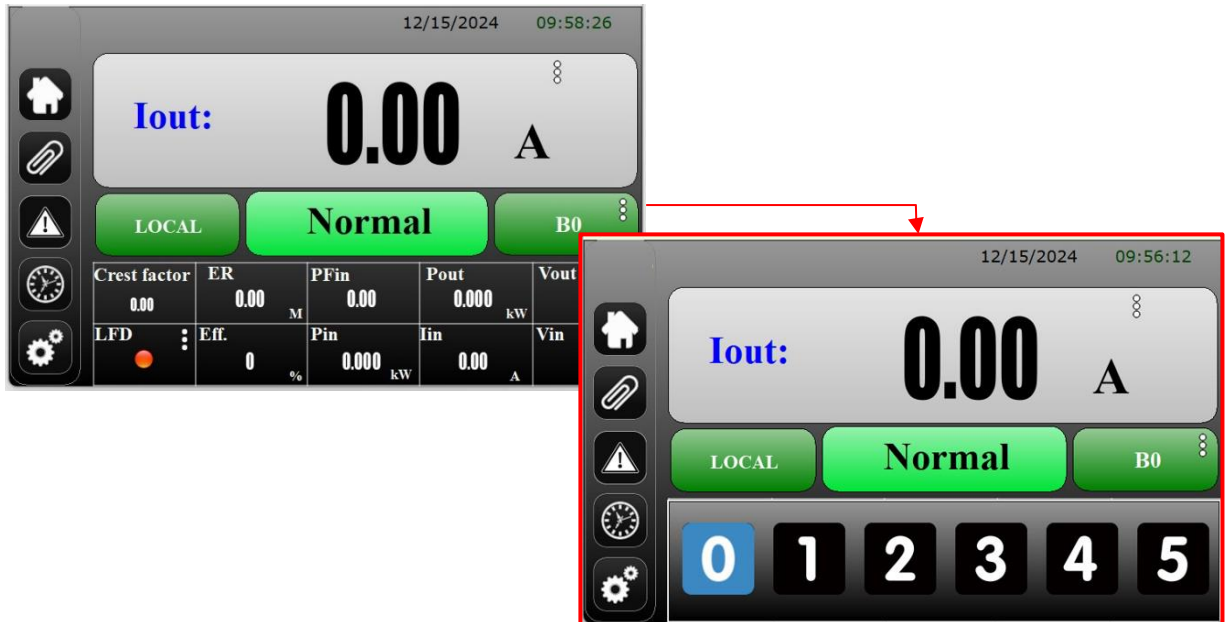 12/15/2024 09:58:26
Iout: 0.00 A
LOCAL Normal B0
Crest factor ER PFin Pout Vout
0.00 0.00 M 0.00 0.000 kW
LFD Eff. Pin Iin Vin
0 % 0.000 kW 0.00 A
12/15/2024 09:56:12
Iout: 0.00 A
LOCAL Normal B0
0 1 2 3 4 5